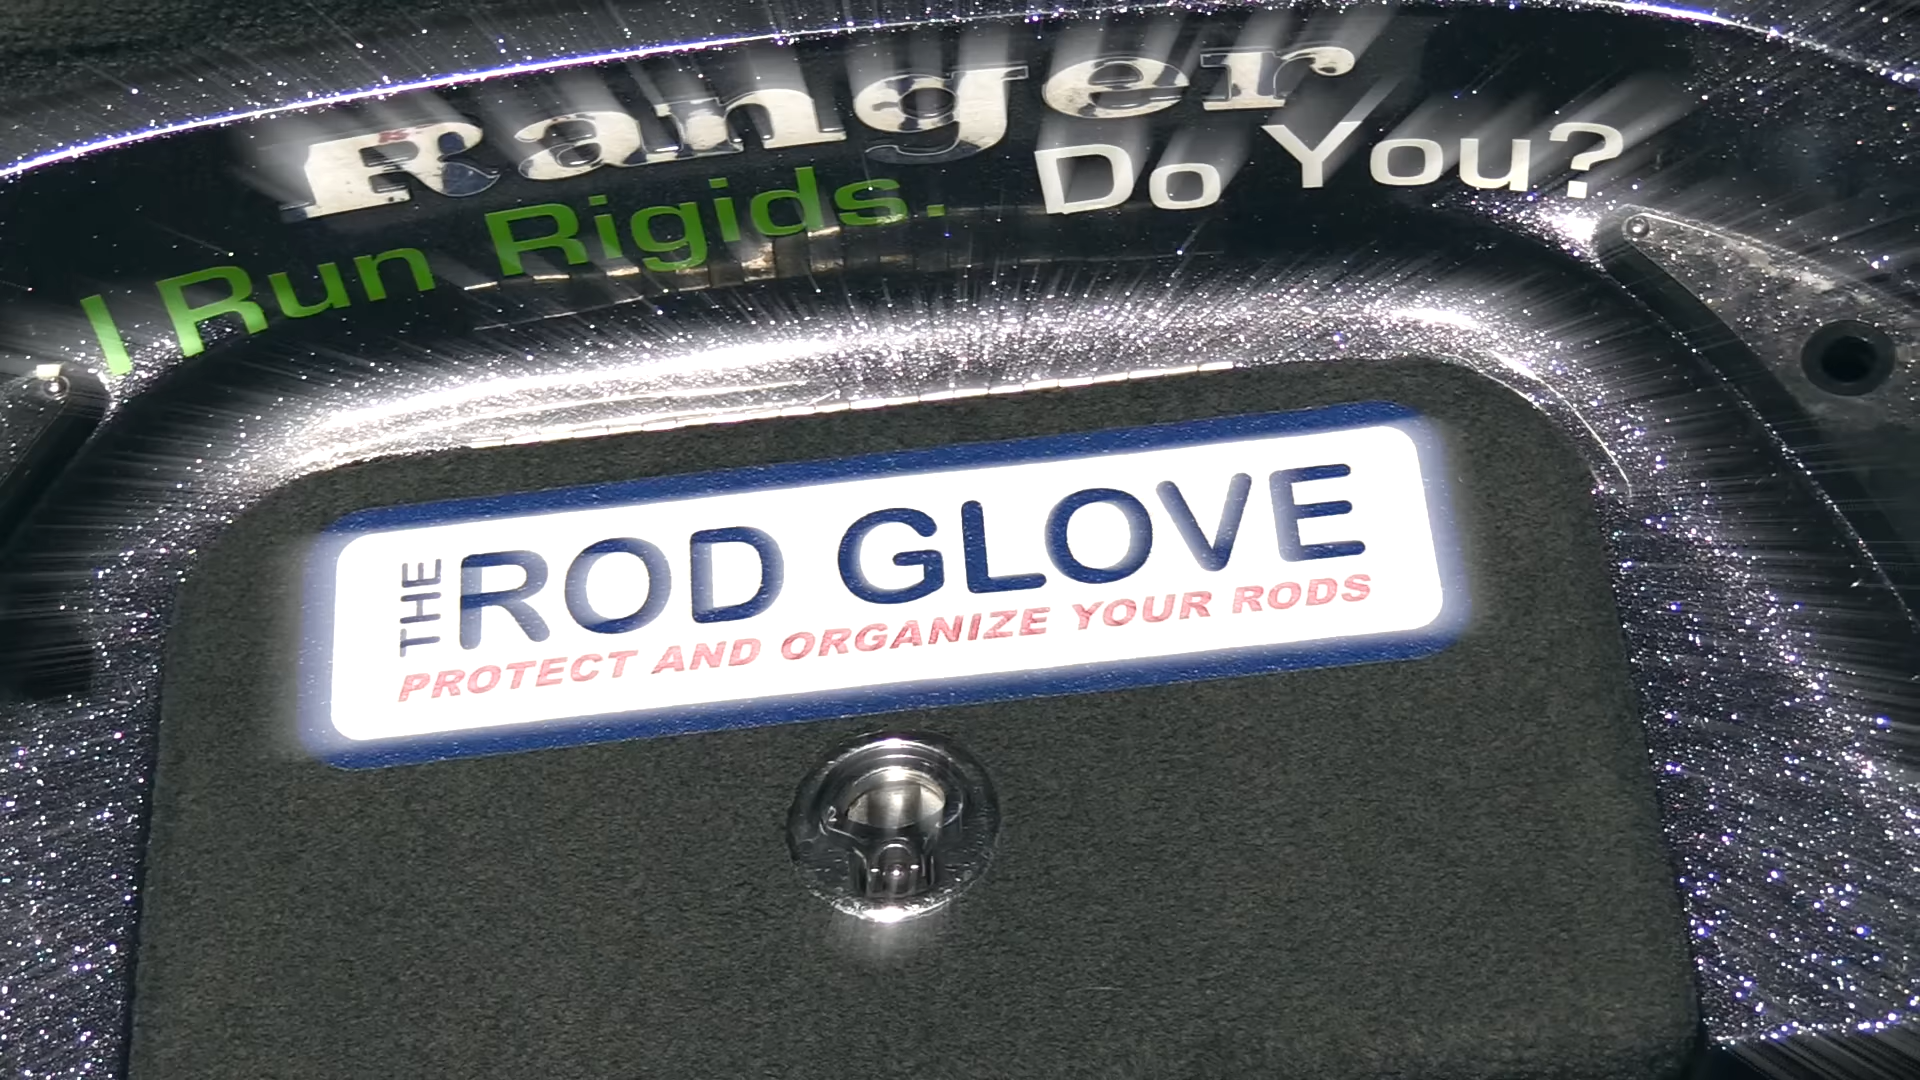 Ranger
I Run Rigids. Do You?
THE ROD GLOVE
PROTECT AND ORGANIZE YOUR RODS